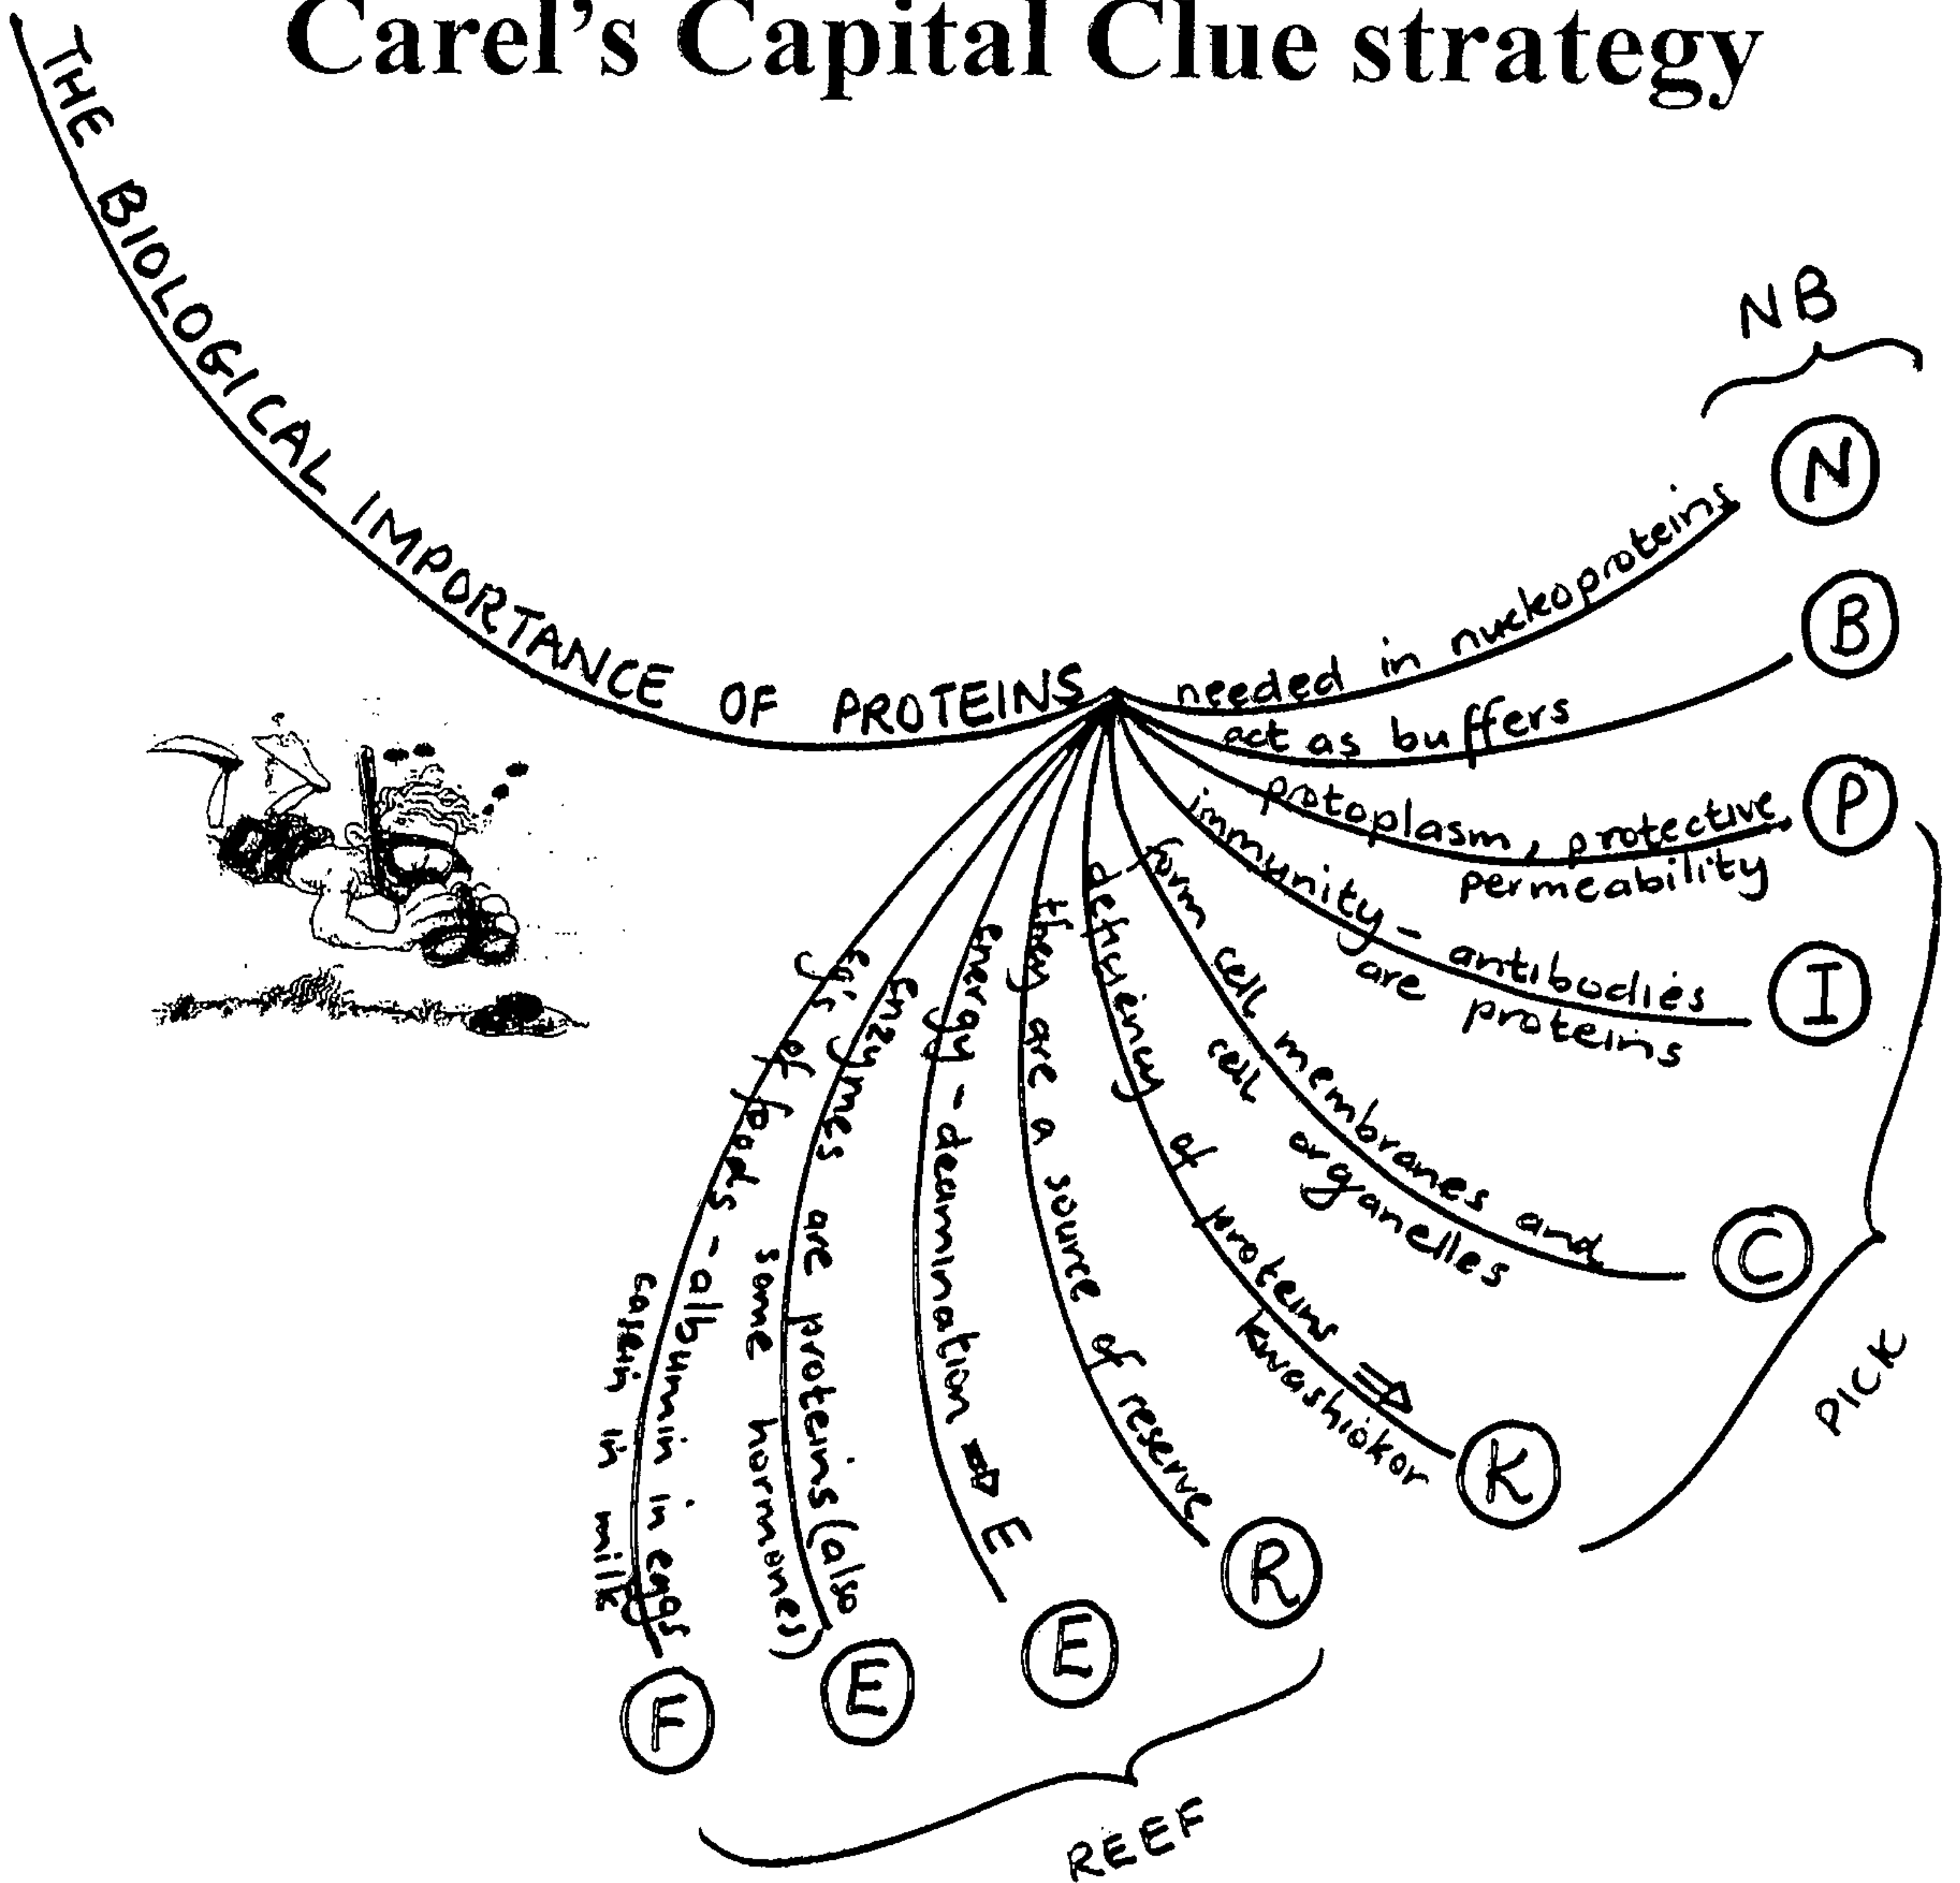 Carel's Capital Clue strategy
THE BIOLOGICAL IMPORTANCE OF PROTEINS
NB
needed in nucleoproteins
N
act as buffers
B
protoplasm, protective
permeability
P
immunity - antibodies
are proteins
I
form cell membranes and
cell organelles
C
deficiency of proteins ⇒
kwashiokor
K
PICK
they are a source of reserve
R
energy - deamination ⇒ E
E
enzymes are proteins (also
some hormones)
E
of foods - albumin in eggs
casein in milk
F
REEF